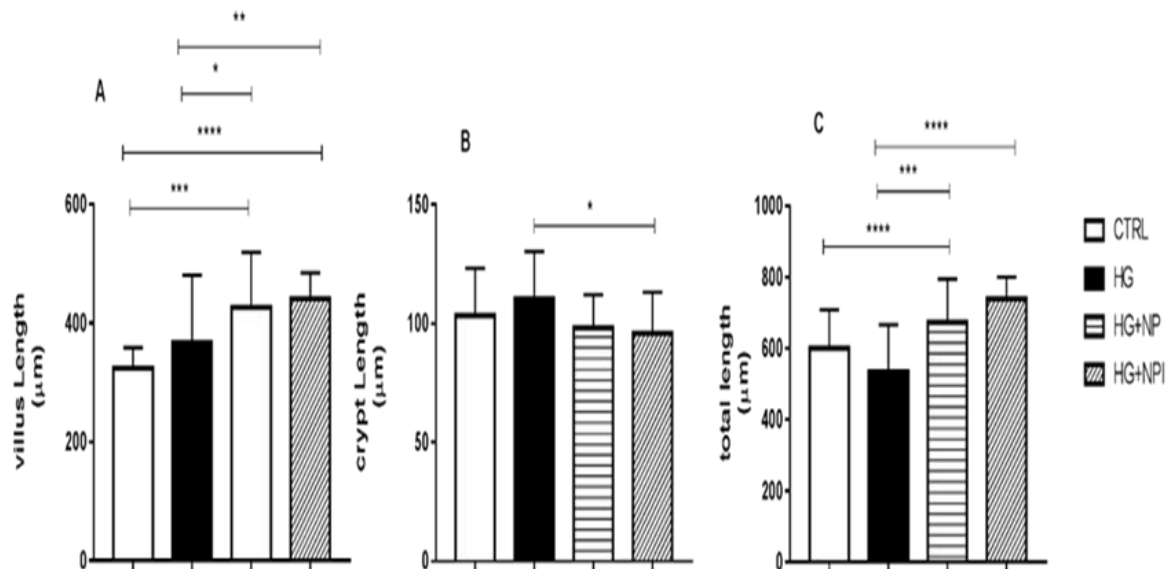 **
*
A
****
***
600
400
200
0
villus Length
(μm)
B
*
150
100
50
0
crypt Length
(μm)
C
****
***
****
1000
800
600
400
200
0
total length
(μm)
CTRL
HG
HG+NP
HG+NPI